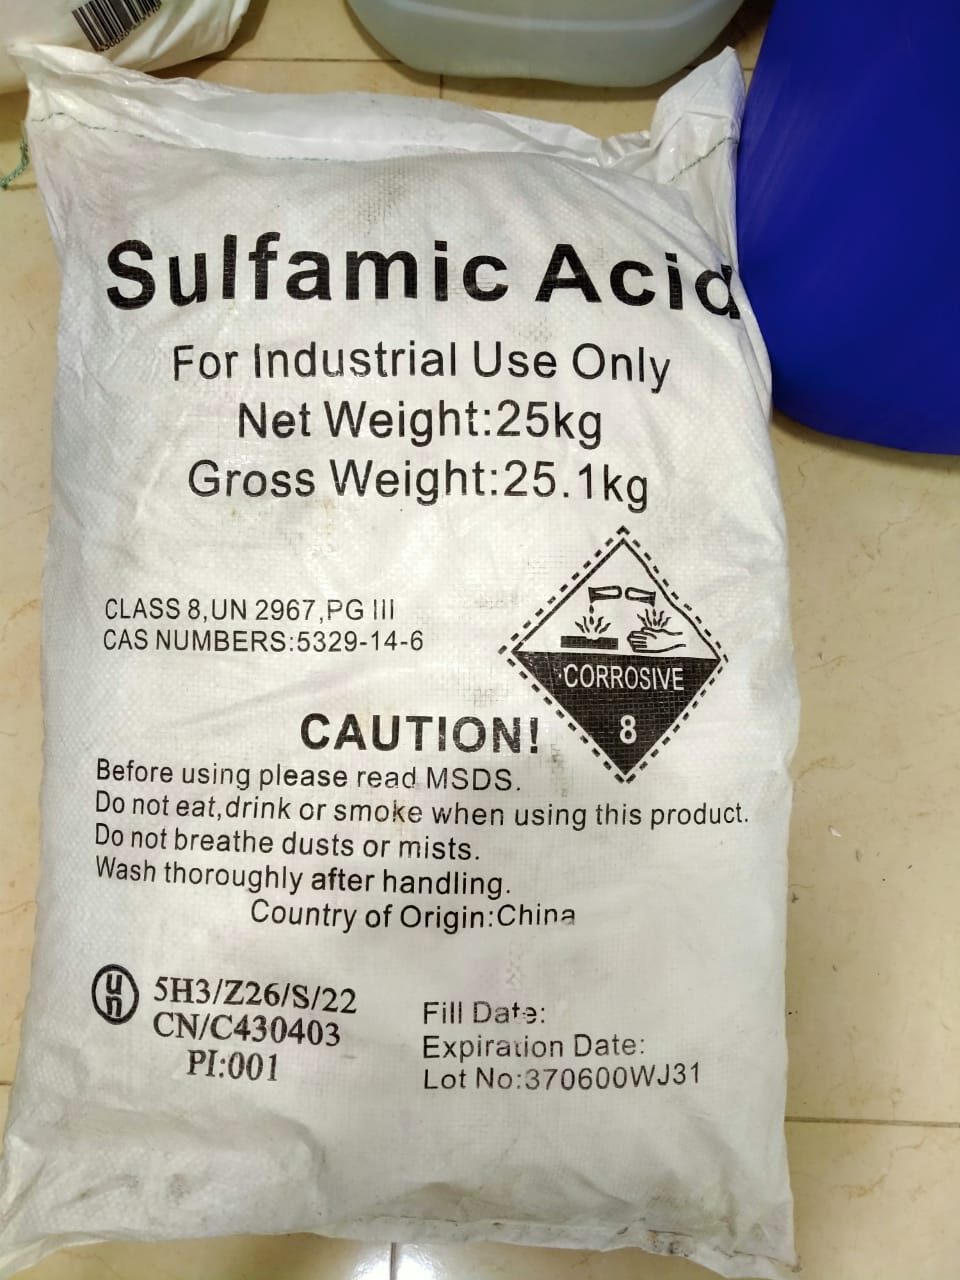 Sulfamic Acid
For Industrial Use Only
Net Weight:25kg
Gross Weight:25.1kg
CLASS 8,UN 2967,PG III
CAS NUMBERS:5329-14-6
CORROSIVE
8
CAUTION!
Before using please read MSDS.
Do not eat,drink or smoke when using this product.
Do not breathe dusts or mists.
Wash thoroughly after handling.
Country of Origin:China
un
5H3/Z26/S/22
CN/C430403
PI:001
Fill Date:
Expiration Date:
Lot No:370600WJ31